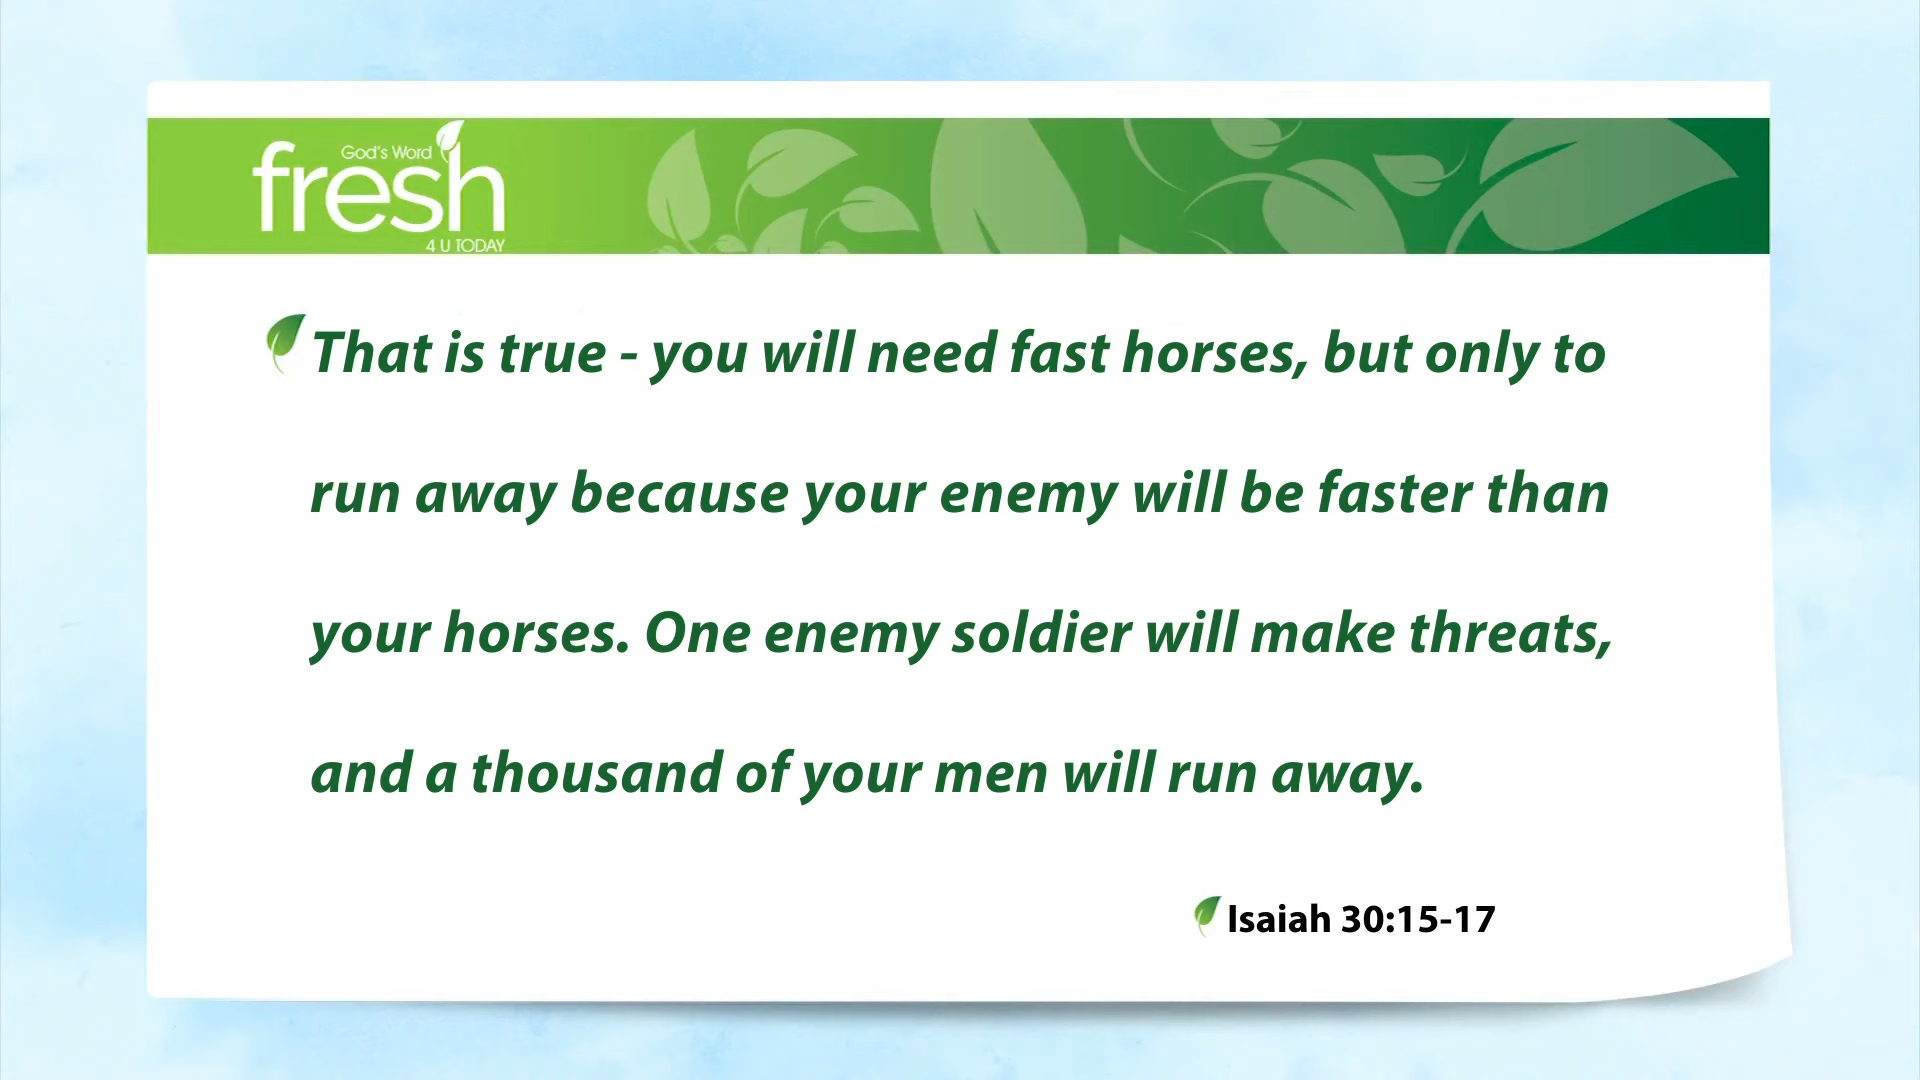 God's Word
fresh
4 U TODAY
That is true - you will need fast horses, but only to
run away because your enemy will be faster than
your horses. One enemy soldier will make threats,
and a thousand of your men will run away.
Isaiah 30:15-17